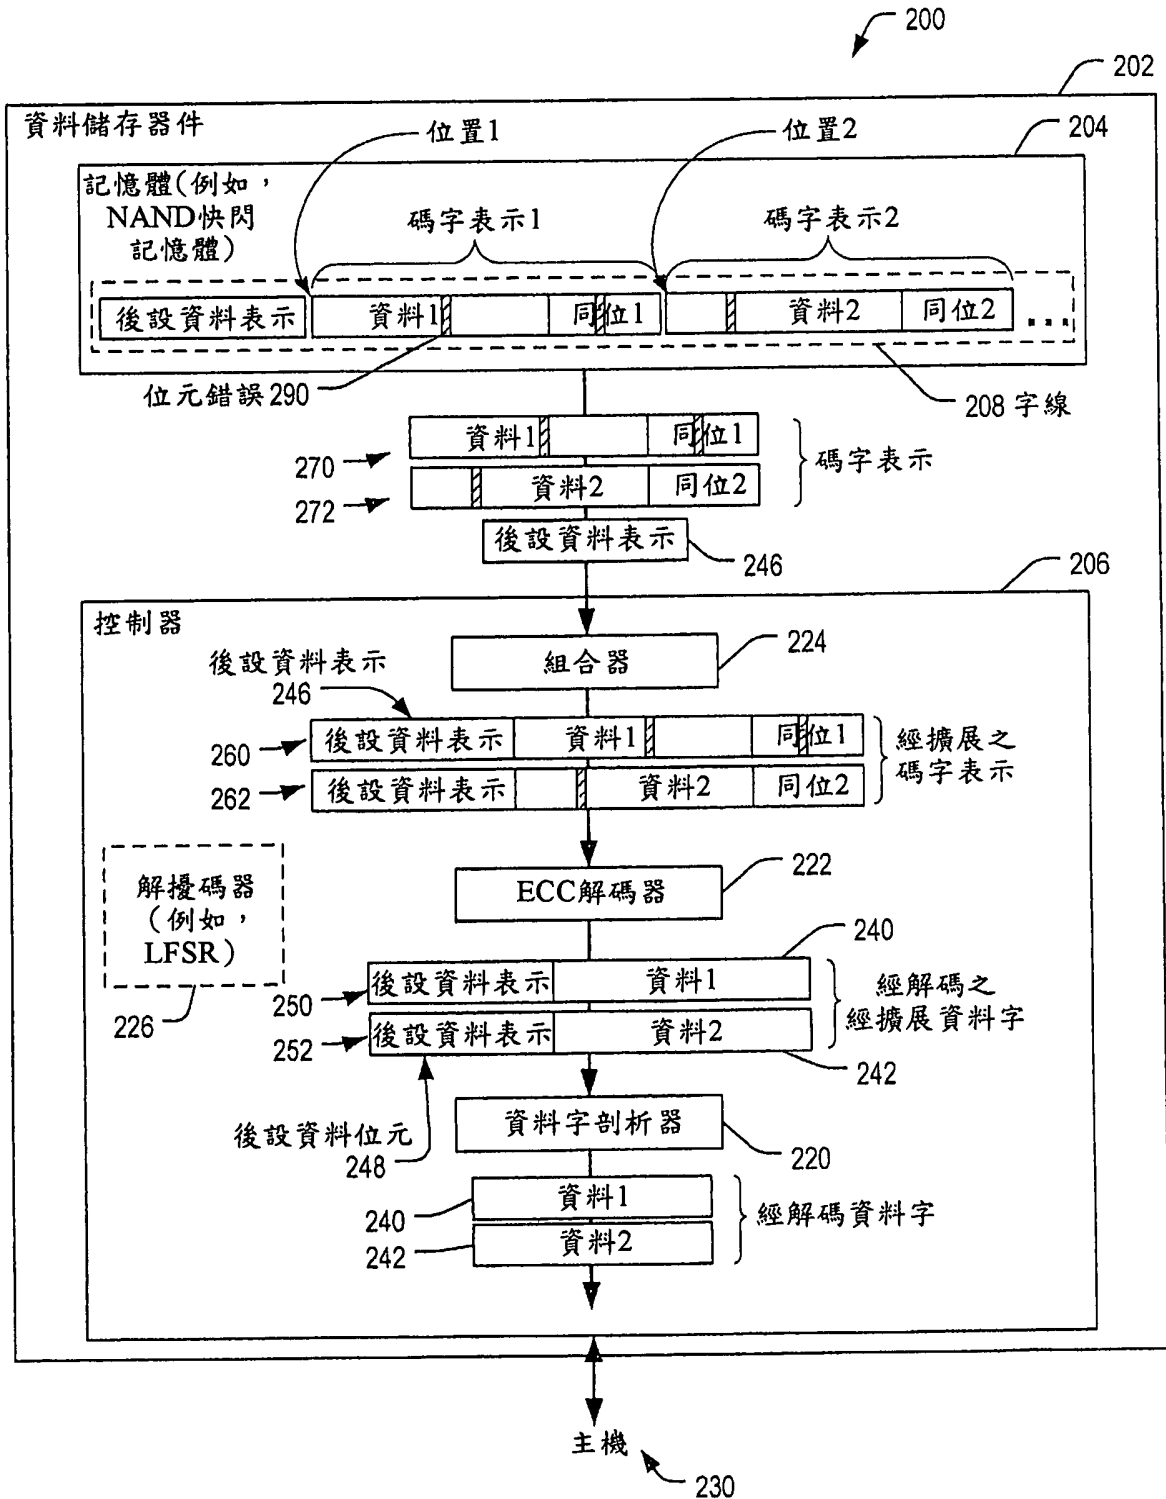 200
202
資料儲存器件
位置1
位置2
204
記憶體(例如，
NAND快閃
記憶體)
碼字表示1
碼字表示2
後設資料表示
資料1
同位1
資料2
同位2
...
位元錯誤290
208字線
資料1
同位1
270
碼字表示
資料2
同位2
272
後設資料表示
246
206
控制器
組合器
224
後設資料表示
246
後設資料表示
資料1
同位1
260
經擴展之
碼字表示
後設資料表示
資料2
同位2
262
解擾碼器
(例如，
LFSR)
226
ECC解碼器
222
240
後設資料表示
資料1
250
經解碼之
經擴展資料字
後設資料表示
資料2
252
242
資料字剖析器
220
後設資料位元
248
資料1
240
經解碼資料字
資料2
242
主機
230